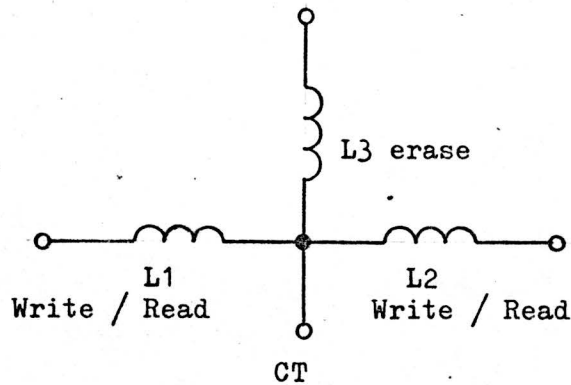 L3 erase
L1
Write / Read
L2
Write / Read
CT